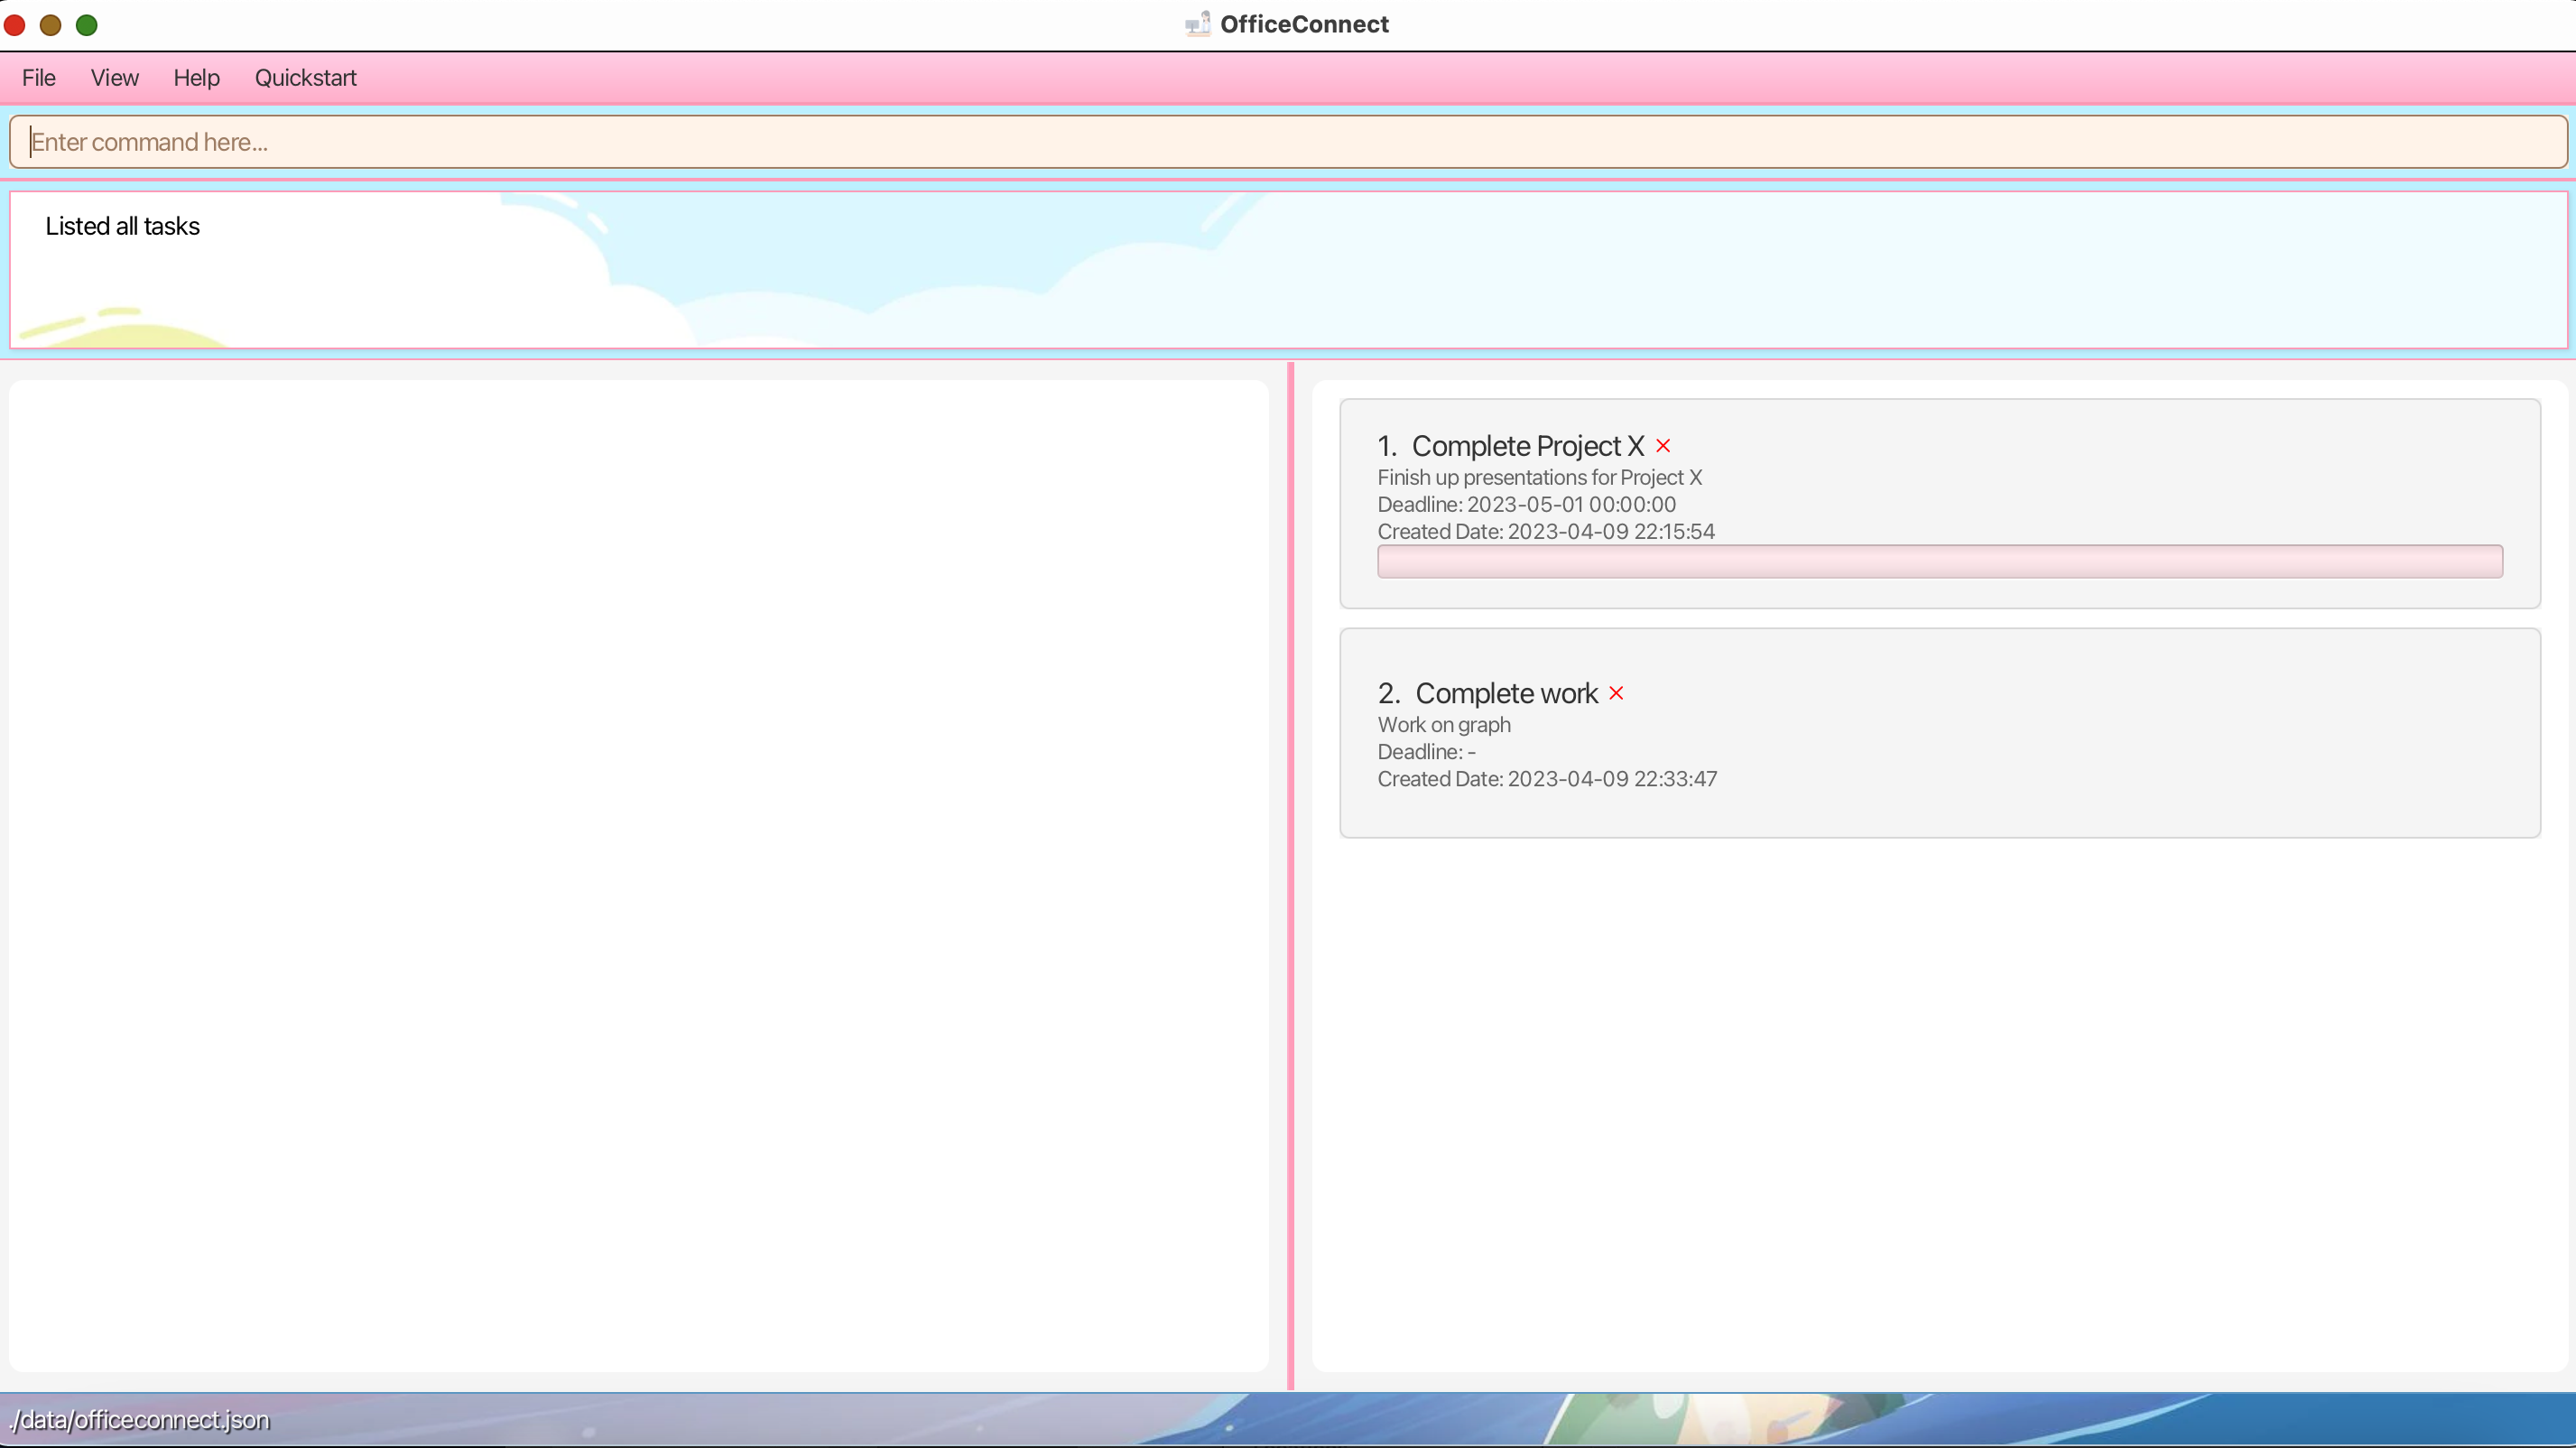 OfficeConnect
File View Help Quickstart
Enter command here...
Listed all tasks
1. Complete Project X ×
Finish up presentations for Project X
Deadline: 2023-05-01 00:00:00
Created Date: 2023-04-09 22:15:54
2. Complete work ×
Work on graph
Deadline: -
Created Date: 2023-04-09 22:33:47
./data/officeconnect.json